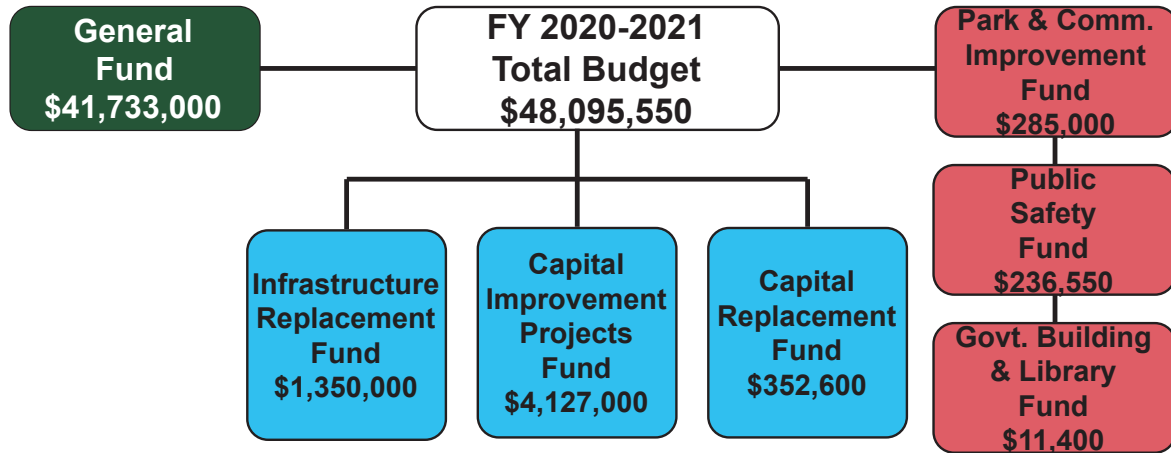 General
Fund
$41,733,000
FY 2020-2021
Total Budget
$48,095,550
Park & Comm.
Improvement
Fund
$285,000
Public
Safety
Fund
$236,550
Govt. Building
& Library
Fund
$11,400
Infrastructure
Replacement
Fund
$1,350,000
Capital
Improvement
Projects
Fund
$4,127,000
Capital
Replacement
Fund
$352,600